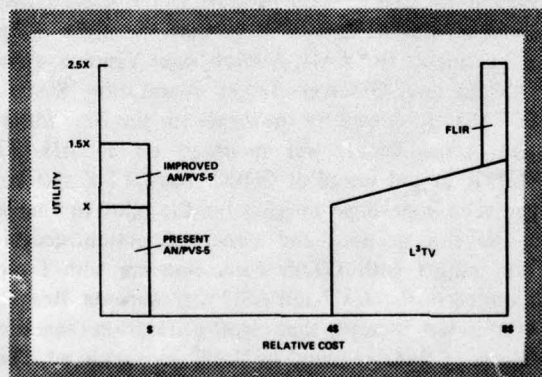 2.5X
1.5X
X
UTILITY
IMPROVED
AN/PVS-5
PRESENT
AN/PVS-5
FLIR
L³TV
$
4$
8$
RELATIVE COST